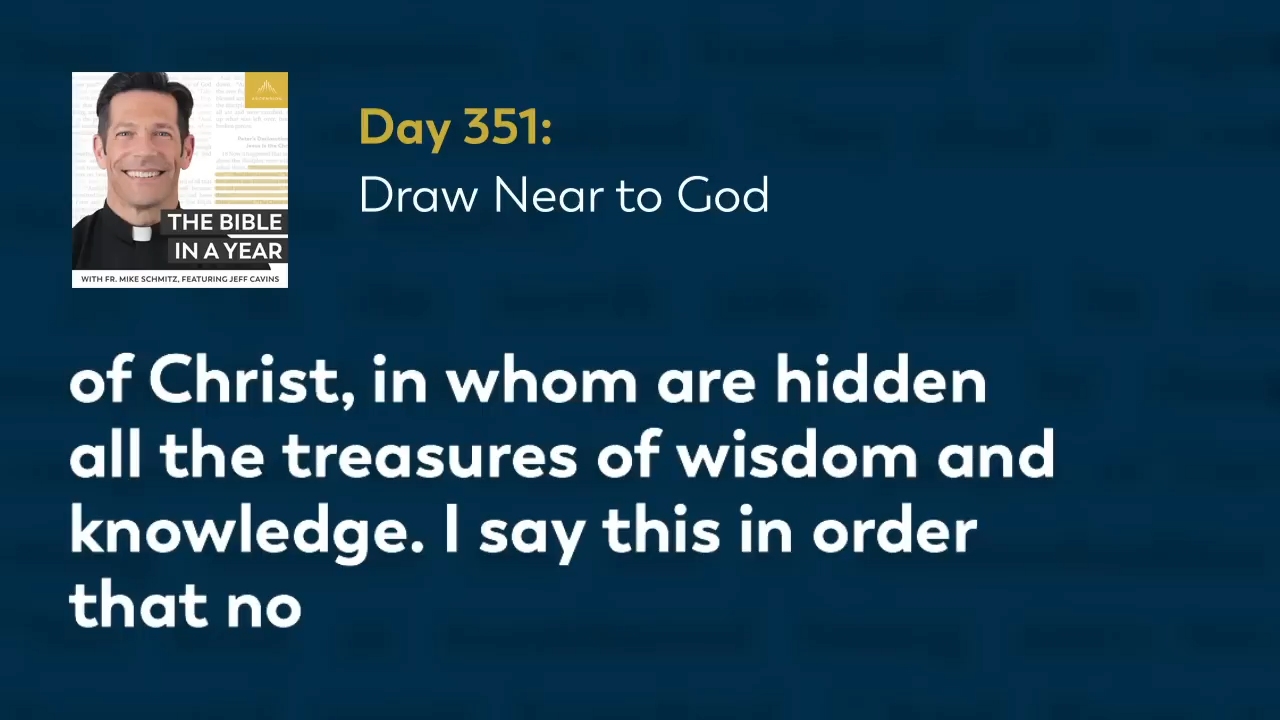 THE BIBLE
IN A YEAR
WITH FR. MIKE SCHMITZ, FEATURING JEFF CAVINS
Day 351:
Draw Near to God
of Christ, in whom are hidden
all the treasures of wisdom and
knowledge. I say this in order
that no